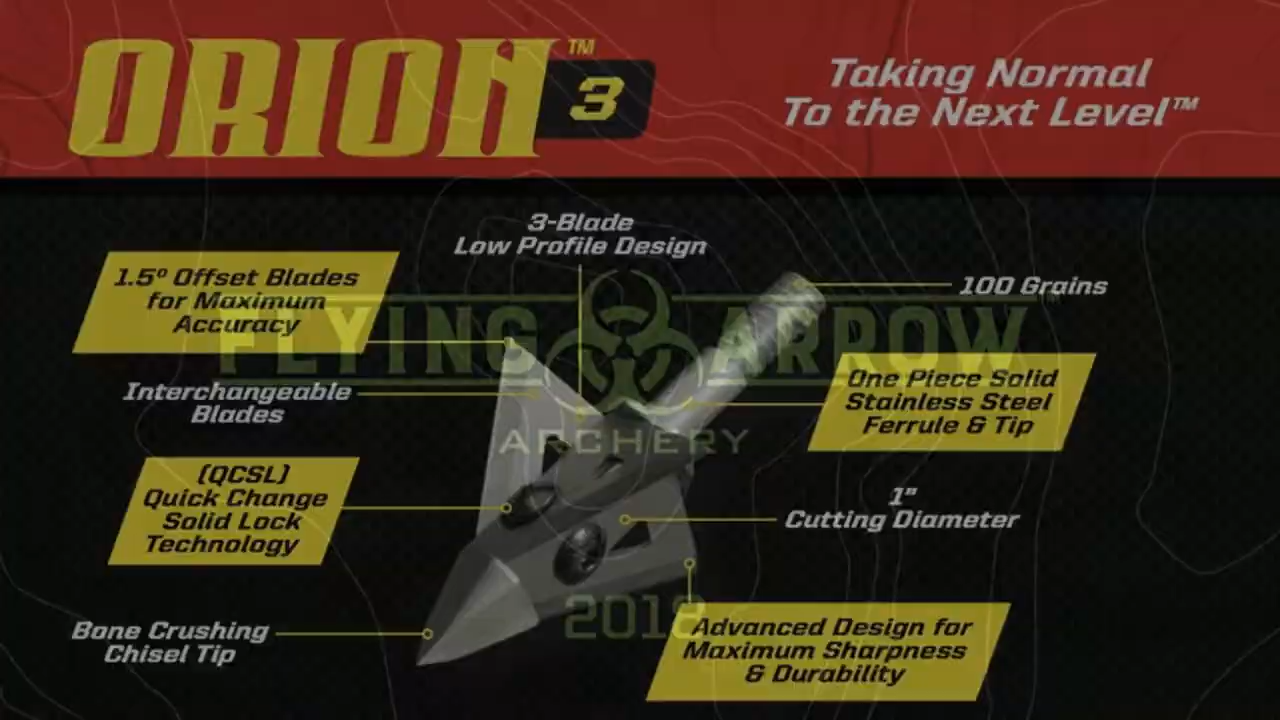 ORION™ 3
Taking Normal
To the Next Level™
3-Blade
Low Profile Design
1.5º Offset Blades
for Maximum
Accuracy
100 Grains
FLYING ARROW
ARCHERY
Interchangeable
Blades
One Piece Solid
Stainless Steel
Ferrule & Tip
(QCSL)
Quick Change
Solid Lock
Technology
1"
Cutting Diameter
Bone Crushing
Chisel Tip
Advanced Design for
Maximum Sharpness
& Durability